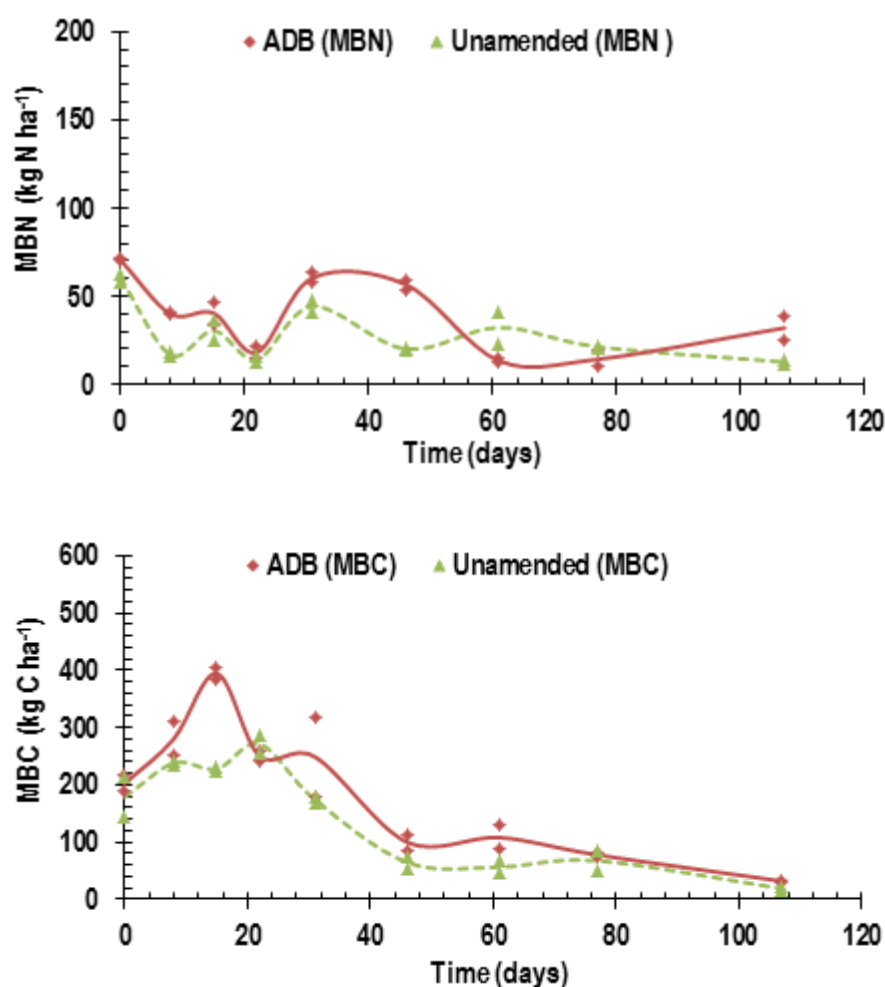 200
ADB (MBN) Unamended (MBN )
150
100
50
0
MBN (kg N ha⁻¹)
0 20 40 60 80 100 120
Time (days)
600
ADB (MBC) Unamended (MBC)
500
400
300
200
100
0
MBC (kg C ha⁻¹)
0 20 40 60 80 100 120
Time (days)